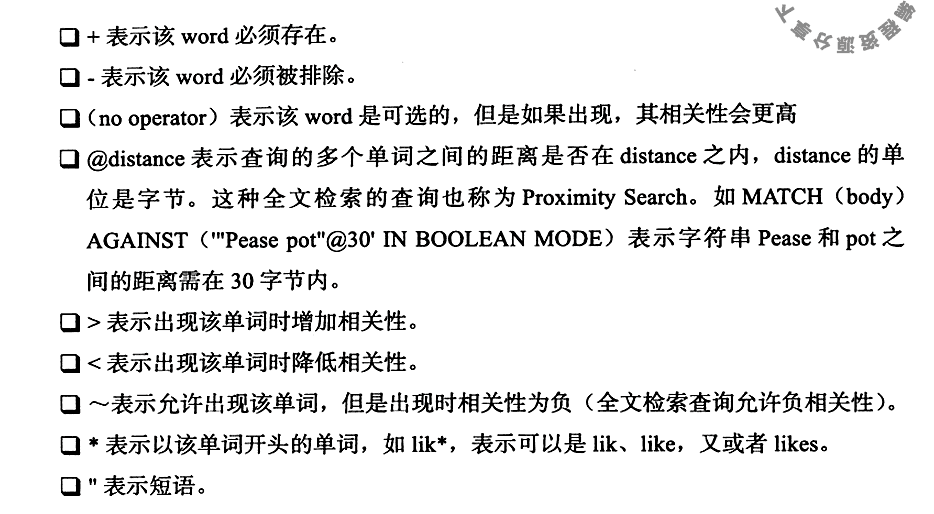 ❑ + 表示该 word 必须存在。
❑ - 表示该 word 必须被排除。
❑ （no operator）表示该 word 是可选的，但是如果出现，其相关性会更高
❑ @distance 表示查询的多个单词之间的距离是否在 distance 之内，distance 的单
位是字节。这种全文检索的查询也称为 Proximity Search。如 MATCH（body）
AGAINST（'"Pease pot"@30' IN BOOLEAN MODE）表示字符串 Pease 和 pot 之
间的距离需在 30 字节内。
❑ > 表示出现该单词时增加相关性。
❑ < 表示出现该单词时降低相关性。
❑ ～表示允许出现该单词，但是出现时相关性为负（全文检索查询允许负相关性）。
❑ * 表示以该单词开头的单词，如 lik*，表示可以是 lik、like，又或者 likes。
❑ " 表示短语。
编程资源分享下